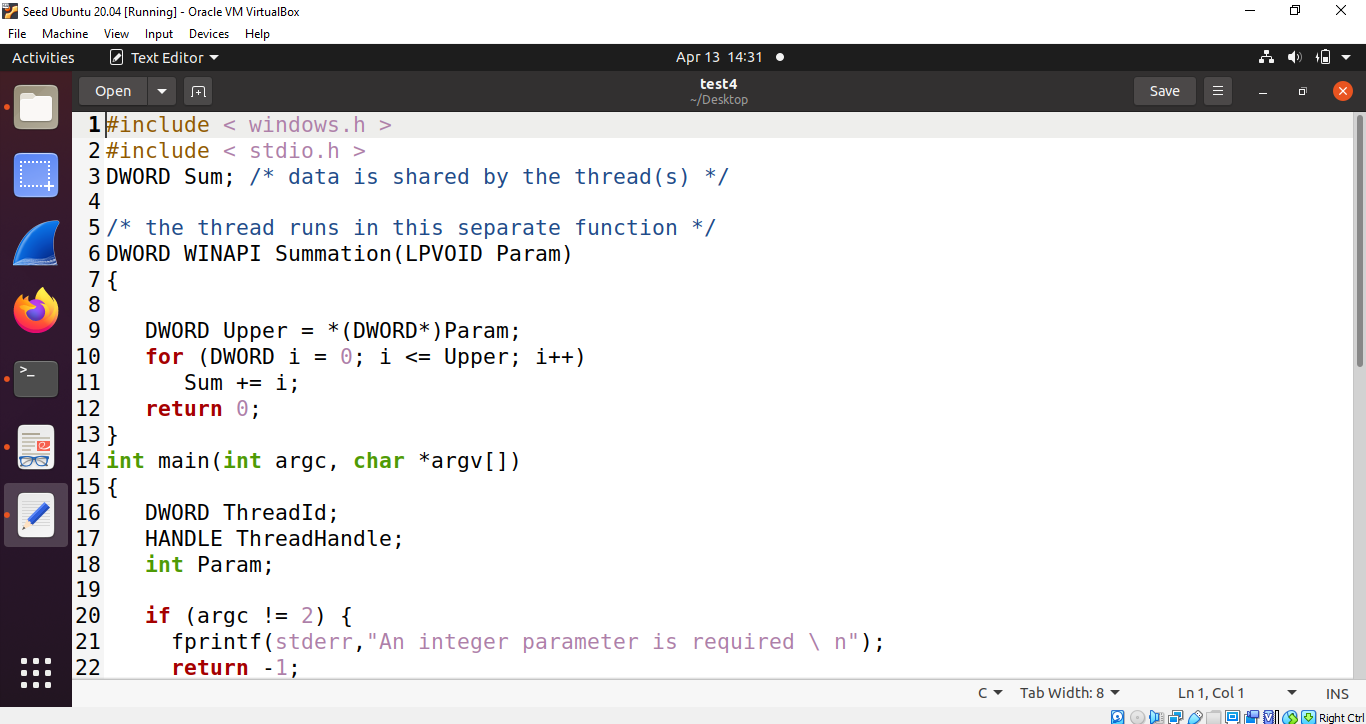 Seed Ubuntu 20.04 [Running] - Oracle VM VirtualBox
File Machine View Input Devices Help
Activities Text Editor Apr 13 14:31
Open test4 Save
~/Desktop
1 #include < windows.h >
2 #include < stdio.h >
3 DWORD Sum; /* data is shared by the thread(s) */
4
5 /* the thread runs in this separate function */
6 DWORD WINAPI Summation(LPVOID Param)
7 {
8
9    DWORD Upper = *(DWORD*)Param;
10    for (DWORD i = 0; i <= Upper; i++)
11       Sum += i;
12    return 0;
13 }
14 int main(int argc, char *argv[])
15 {
16    DWORD ThreadId;
17    HANDLE ThreadHandle;
18    int Param;
19
20    if (argc != 2) {
21      fprintf(stderr,"An integer parameter is required \ n");
22      return -1;
C Tab Width: 8 Ln 1, Col 1 INS
Right Ctrl